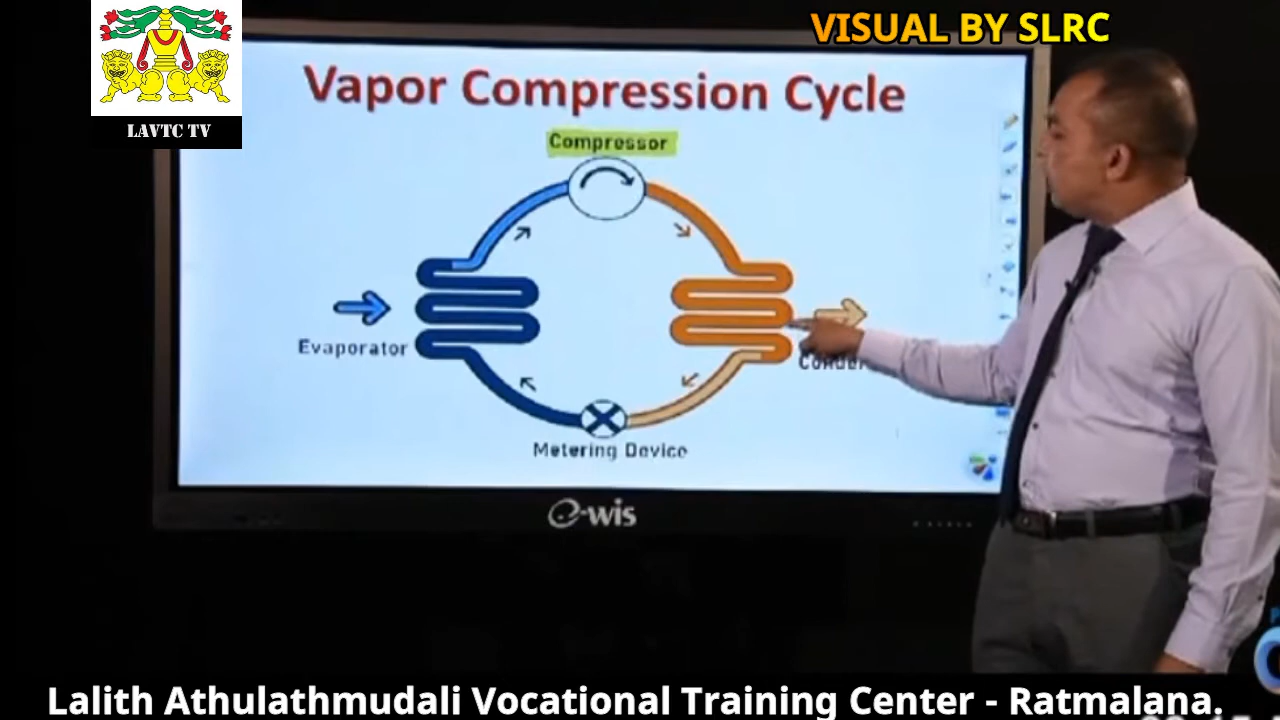 VISUAL BY SLRC
LAVTC TV
Vapor Compression Cycle
Compressor
Evaporator
Metering Device
e-wis
Lalith Athulathmudali Vocational Training Center - Ratmalana.